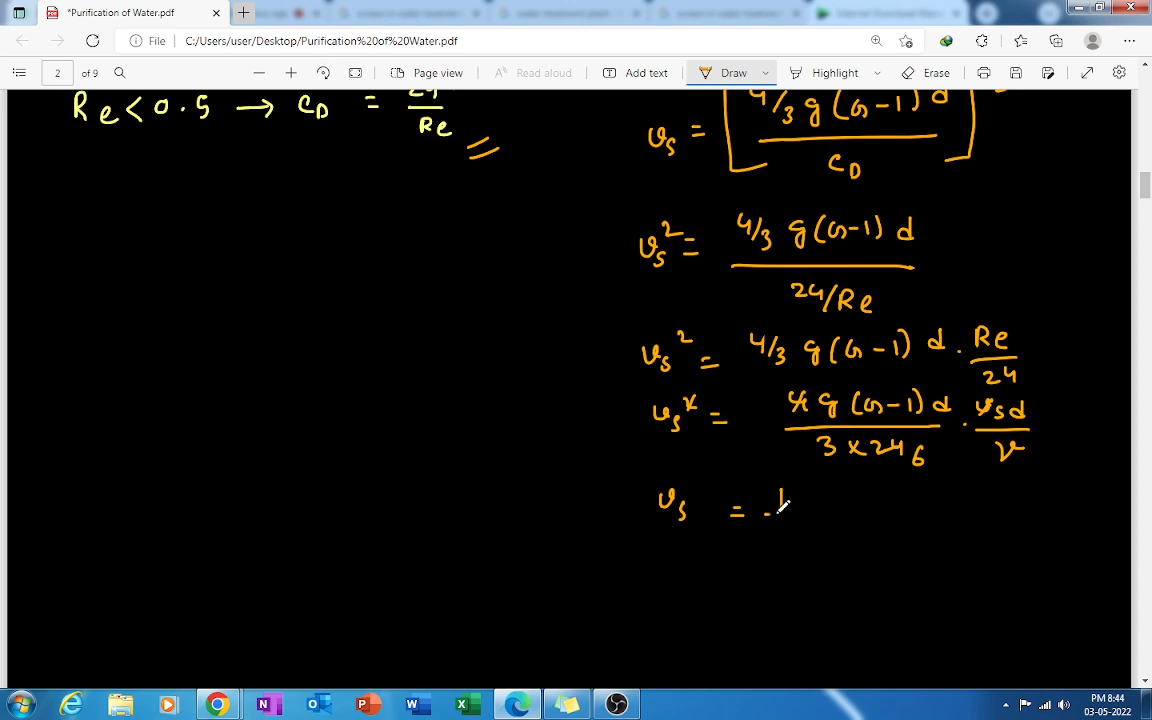 *Purification of Water.pdf
File C:/Users/user/Desktop/Purification%20of%20Water.pdf
2 of 9 Page view Read aloud Add text Draw Highlight Erase
Re < 0.5 → CD = 24/Re
vs = [4/3 g(G-1) d / CD]
vs² = 4/3 g(G-1) d / 24/Re
vs² = 4/3 g(G-1) d . Re/24
vs² = 4 g (G-1) d / 3 x 24 6 . vs d / ν
vs = 1
PM 8:44
03-05-2022